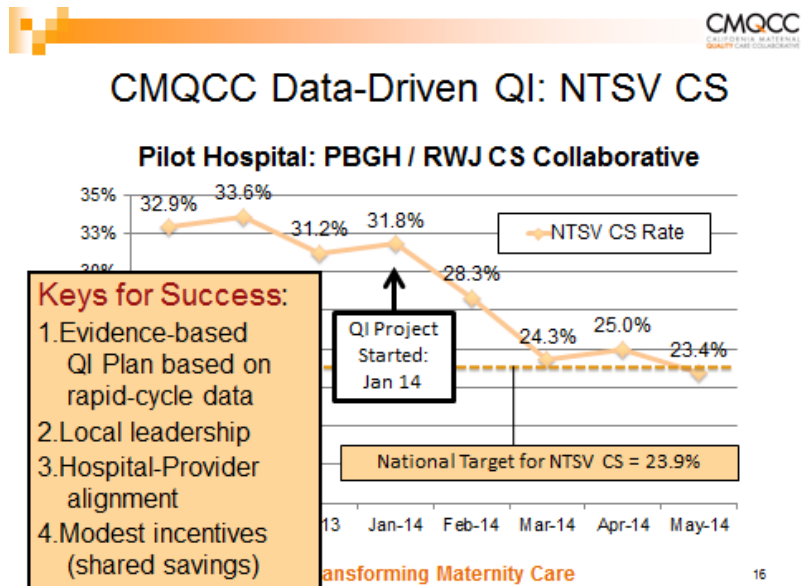 CMQCC
CALIFORNIA MATERNAL
QUALITY CARE COLLABORATIVE
CMQCC Data-Driven QI: NTSV CS
Pilot Hospital: PBGH / RWJ CS Collaborative
35%
33%
32.9%
33.6%
31.2%
31.8%
28.3%
24.3%
25.0%
23.4%
NTSV CS Rate
Keys for Success:
1.Evidence-based
QI Plan based on
rapid-cycle data
2.Local leadership
3.Hospital-Provider
alignment
4.Modest incentives
(shared savings)
QI Project
Started:
Jan 14
National Target for NTSV CS = 23.9%
13
Jan-14
Feb-14
Mar-14
Apr-14
May-14
ansforming Maternity Care
16